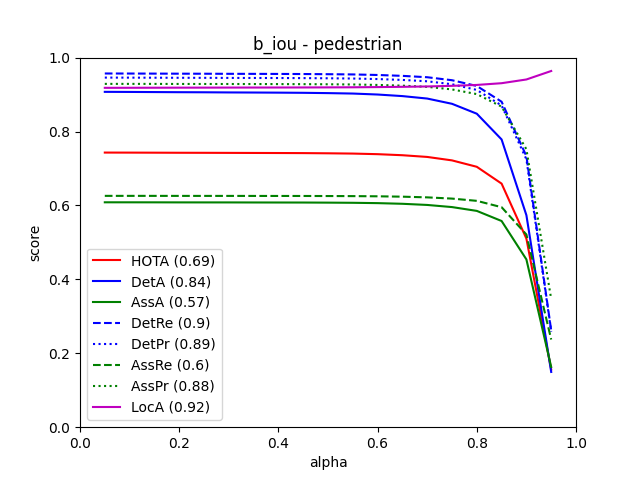 b_iou - pedestrian
score
1.0
0.8
0.6
0.4
0.2
0.0
HOTA (0.69)
DetA (0.84)
AssA (0.57)
DetRe (0.9)
DetPr (0.89)
AssRe (0.6)
AssPr (0.88)
LocA (0.92)
0.0 0.2 0.4 0.6 0.8 1.0
alpha